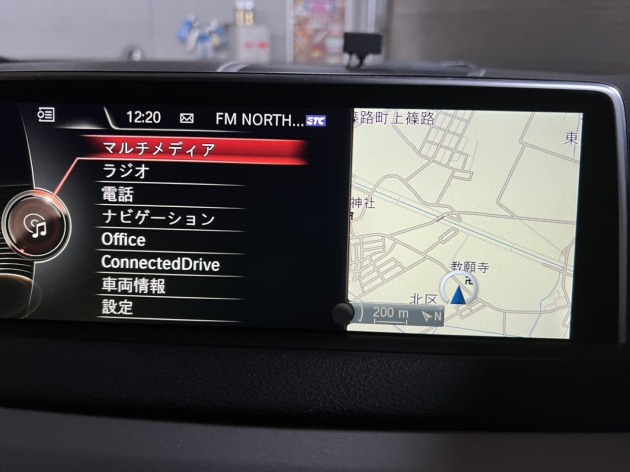 12:20 FM NORTH... STC
マルチメディア
ラジオ
電話
ナビゲーション
Office
ConnectedDrive
車両情報
設定
篠路町上篠路
東
神社
教願寺
北区
200 m N